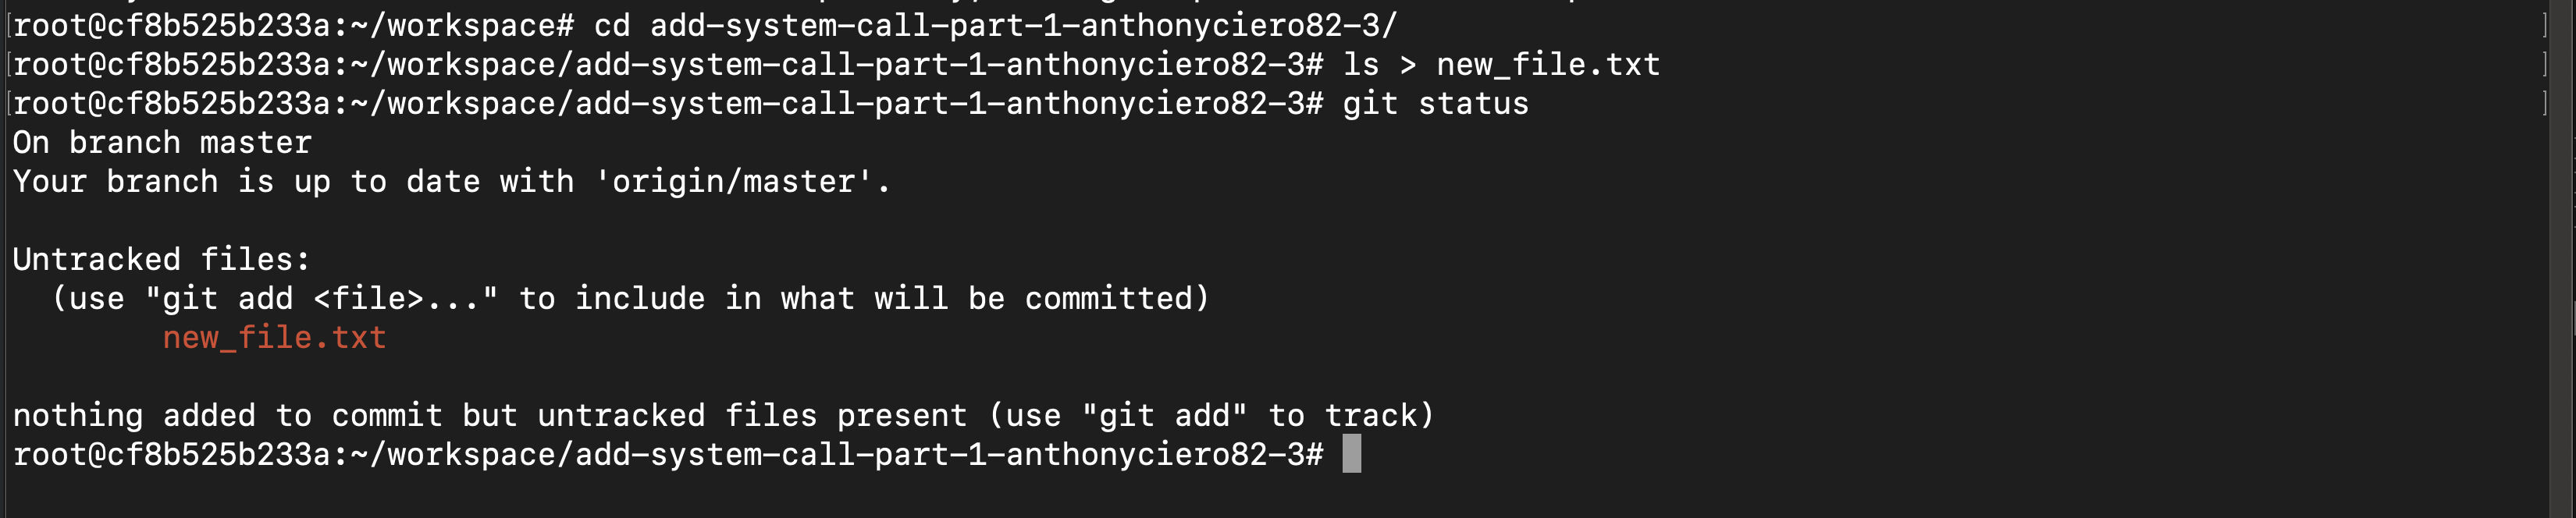 [root@cf8b525b233a:~/workspace# cd add-system-call-part-1-anthonyciero82-3/ ]
[root@cf8b525b233a:~/workspace/add-system-call-part-1-anthonyciero82-3# ls > new_file.txt ]
[root@cf8b525b233a:~/workspace/add-system-call-part-1-anthonyciero82-3# git status ]
On branch master
Your branch is up to date with 'origin/master'.
Untracked files:
(use "git add <file>..." to include in what will be committed)
new_file.txt
nothing added to commit but untracked files present (use "git add" to track)
root@cf8b525b233a:~/workspace/add-system-call-part-1-anthonyciero82-3#